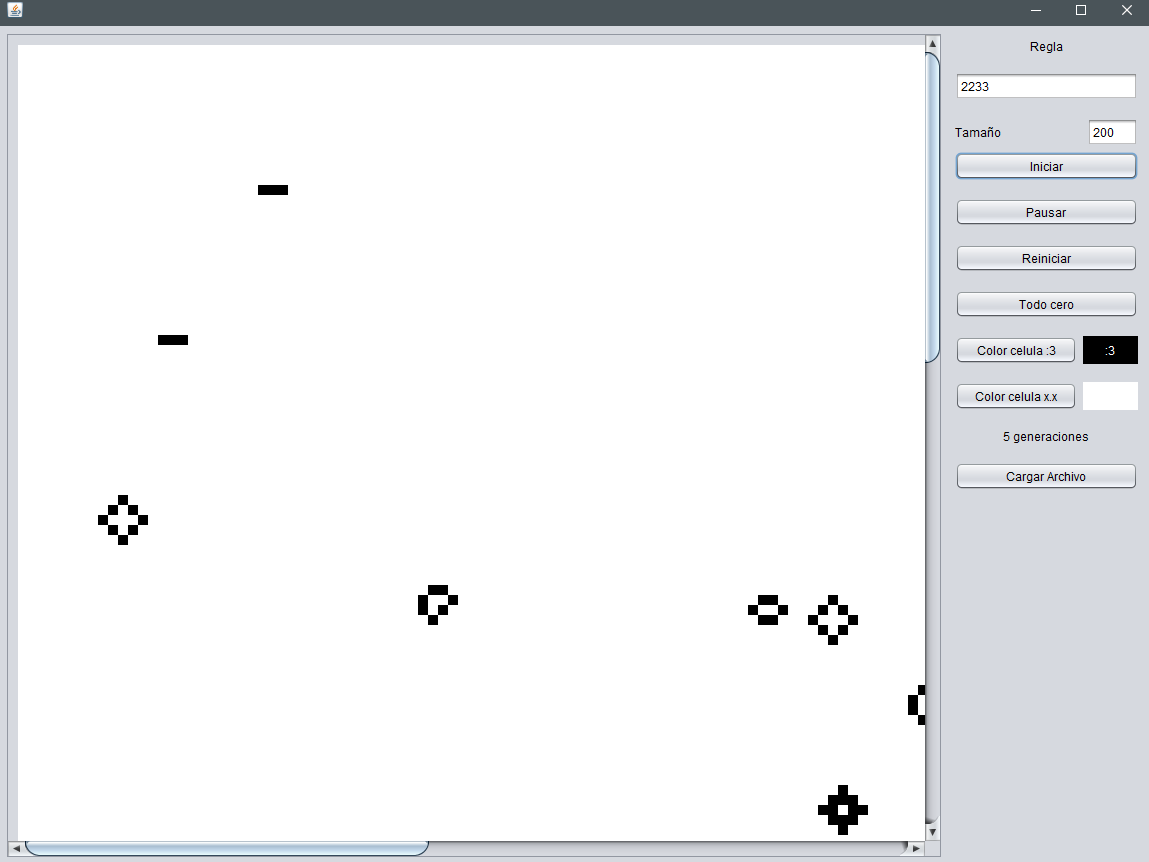 Regla
2233
Tamaño 200
Iniciar
Pausar
Reiniciar
Todo cero
Color celula :3 :3
Color celula x.x
5 generaciones
Cargar Archivo